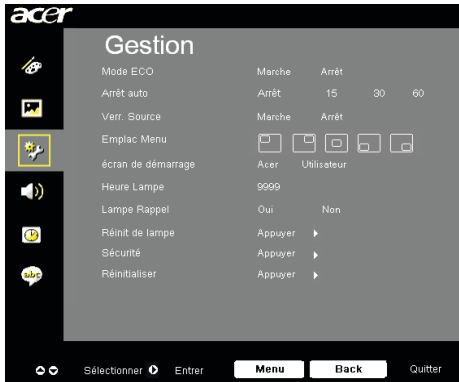 acer
Gestion
Mode ECO Marche Arrêt
Arrêt auto Arrêt 15 30 60
Verr. Source Marche Arrêt
Emplac Menu
écran de démarrage Acer Utilisateur
Heure Lampe 9999
Lampe Rappel Oui Non
Réinit de lampe Appuyer
Sécurité Appuyer
Réinitialiser Appuyer
abc
Sélectionner Entrer Menu Back Quitter